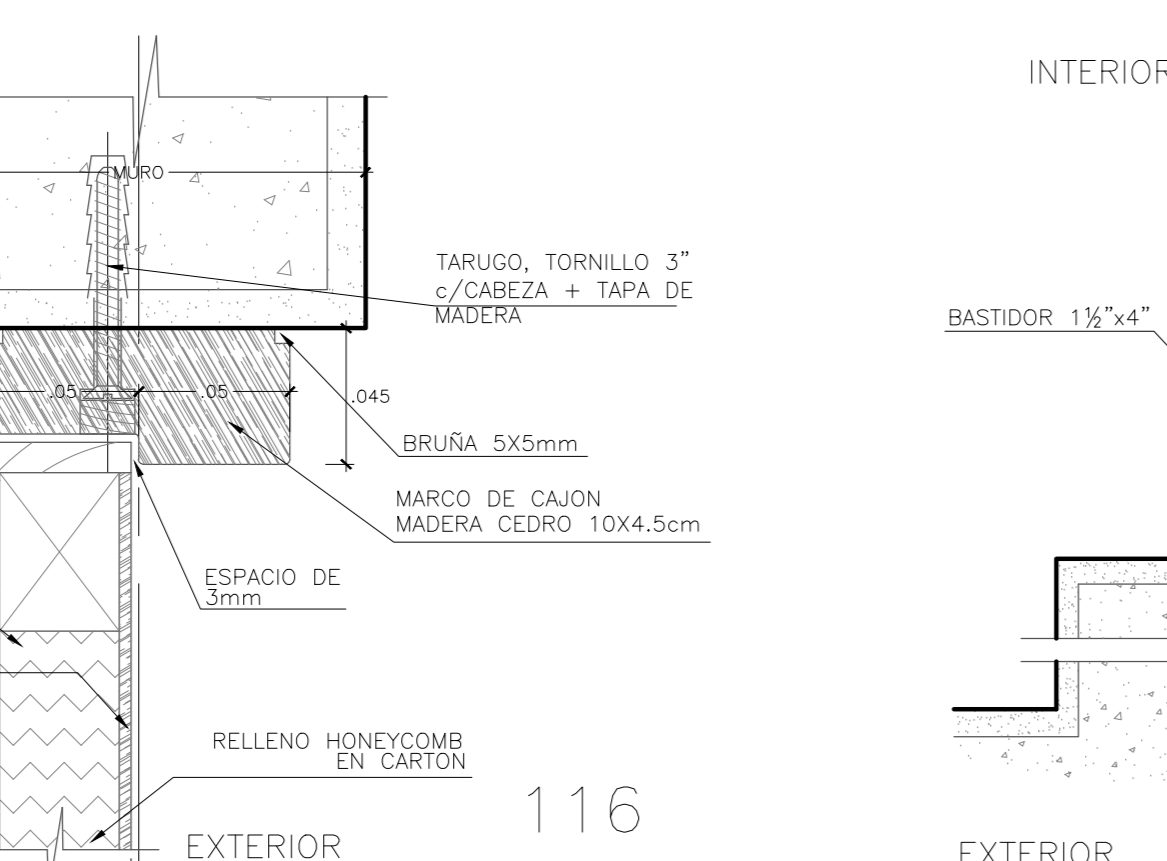 INTERIOR
MURO
TARUGO, TORNILLO 3"
c/CABEZA + TAPA DE
MADERA
BASTIDOR 1½"x4"
.05
.05
.045
BRUÑA 5X5mm
MARCO DE CAJON
MADERA CEDRO 10X4.5cm
ESPACIO DE
3mm
RELLENO HONEYCOMB
EN CARTON
116
EXTERIOR
EXTERIOR